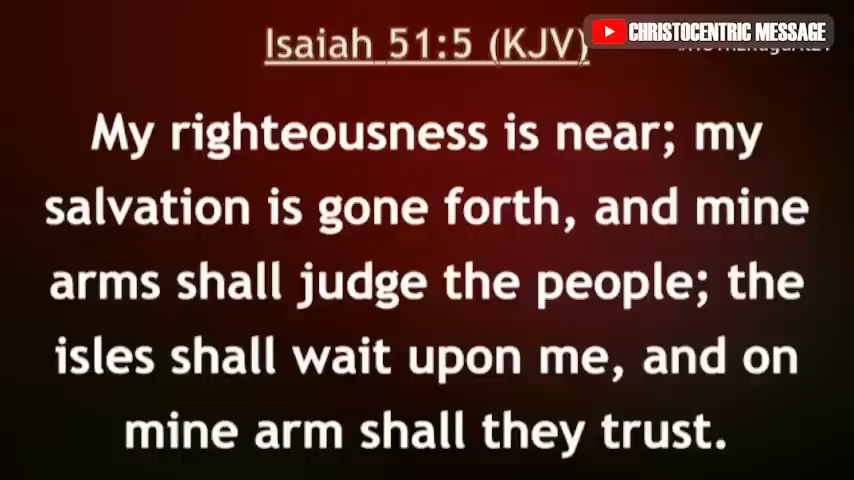 Isaiah 51:5 (KJV)
CHRISTOCENTRIC MESSAGE
My righteousness is near; my
salvation is gone forth, and mine
arms shall judge the people; the
isles shall wait upon me, and on
mine arm shall they trust.